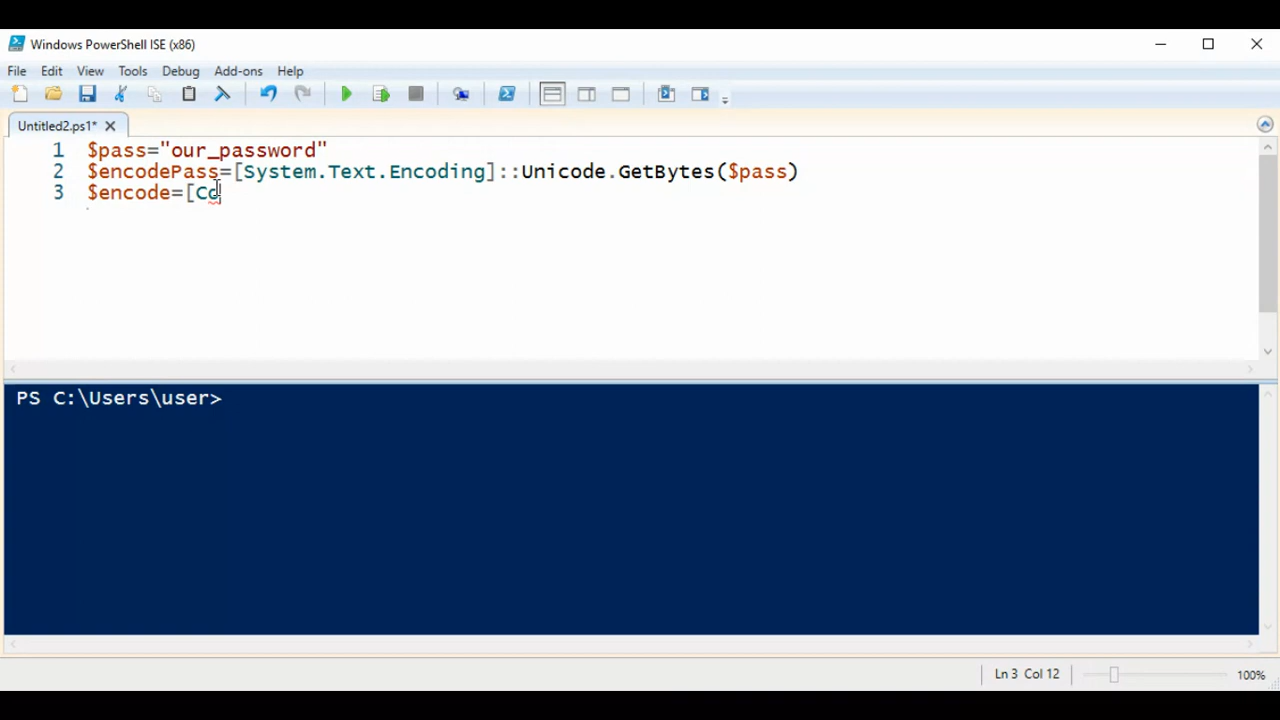 Windows PowerShell ISE (x86)
File Edit View Tools Debug Add-ons Help
Untitled2.ps1*
1 $pass="our_password"
2 $encodePass=[System.Text.Encoding]::Unicode.GetBytes($pass)
3 $encode=[Co
PS C:\Users\user>
Ln 3 Col 12 100%